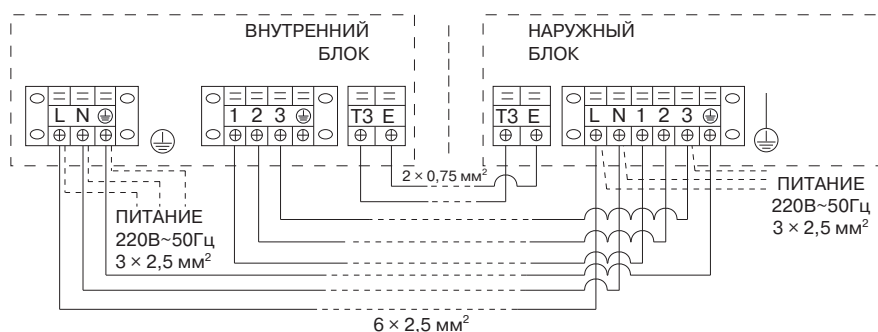 ВНУТРЕННИЙ
БЛОК
НАРУЖНЫЙ
БЛОК
L N
1 2 3
T3 E
T3 E
L N 1 2 3
2 × 0,75 мм²
ПИТАНИЕ
220В~50Гц
3 × 2,5 мм²
ПИТАНИЕ
220В~50Гц
3 × 2,5 мм²
6 × 2,5 мм²